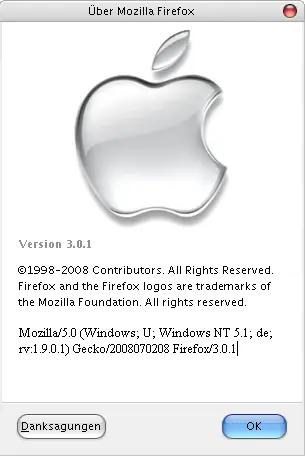 Über Mozilla Firefox
Version 3.0.1
©1998-2008 Contributors. All Rights Reserved.
Firefox and the Firefox logos are trademarks of
the Mozilla Foundation. All rights reserved.
Mozilla/5.0 (Windows; U; Windows NT 5.1; de;
rv:1.9.0.1) Gecko/2008070208 Firefox/3.0.1
Danksagungen
OK